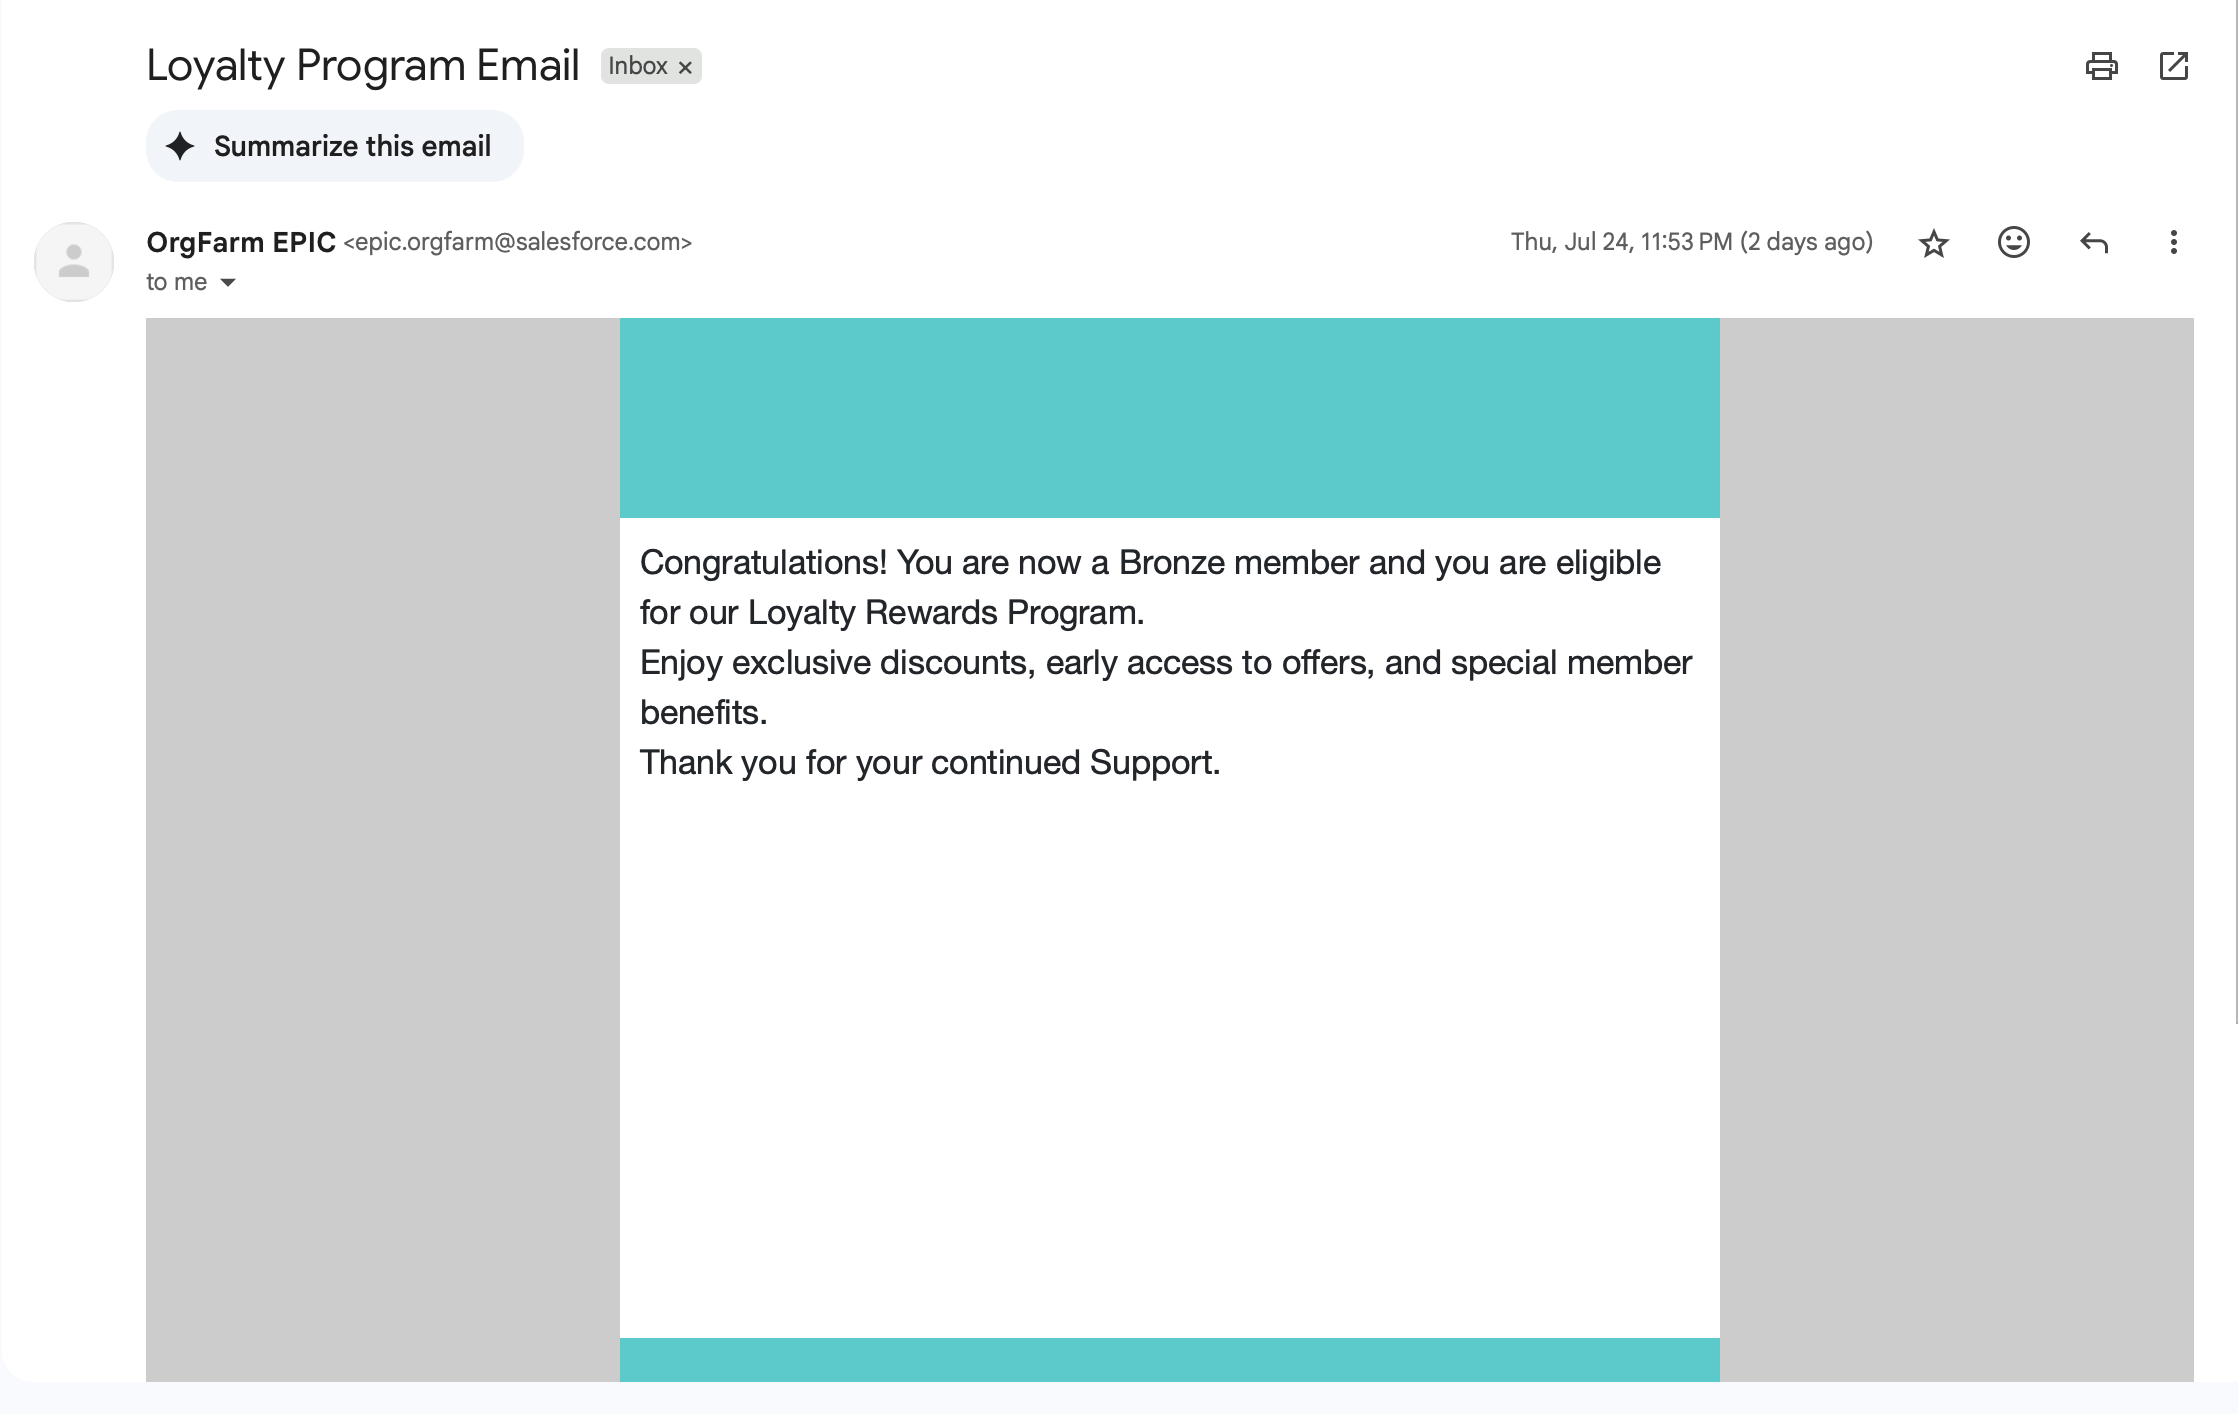 Loyalty Program Email Inbox ×
Summarize this email
OrgFarm EPIC <epic.orgfarm@salesforce.com> Thu, Jul 24, 11:53 PM (2 days ago)
to me
Congratulations! You are now a Bronze member and you are eligible
for our Loyalty Rewards Program.
Enjoy exclusive discounts, early access to offers, and special member
benefits.
Thank you for your continued Support.